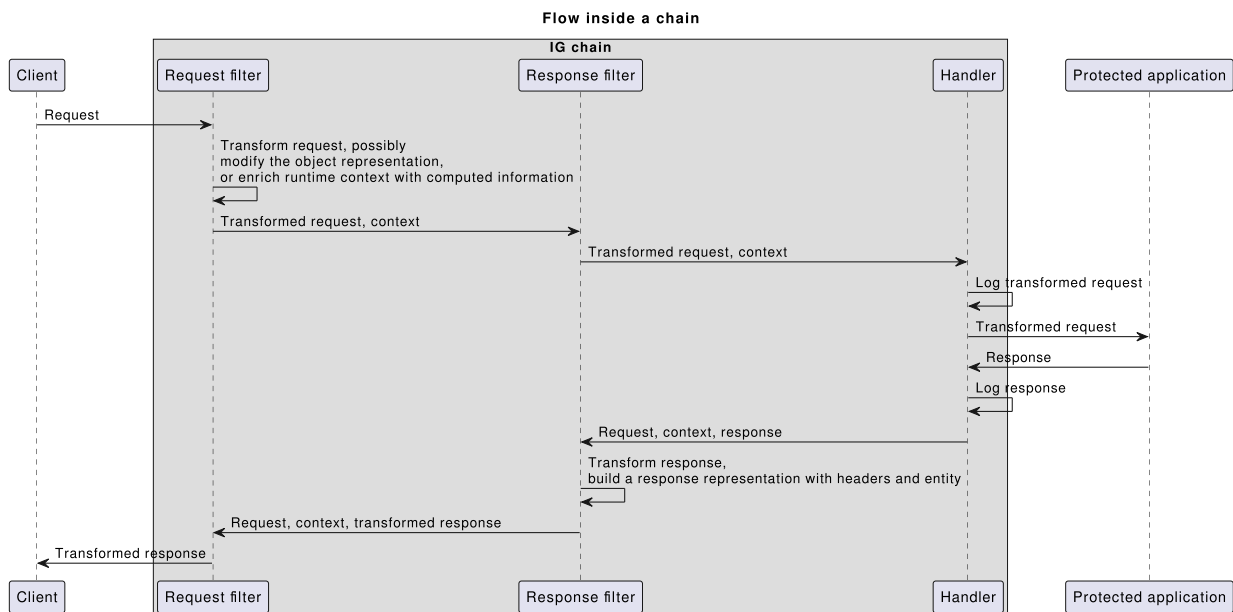 Flow inside a chain
IG chain
Client
Request filter
Response filter
Handler
Protected application
Request
Transform request, possibly
modify the object representation,
or enrich runtime context with computed information
Transformed request, context
Transformed request, context
Log transformed request
Transformed request
Response
Log response
Request, context, response
Transform response,
build a response representation with headers and entity
Request, context, transformed response
Transformed response
Client
Request filter
Response filter
Handler
Protected application